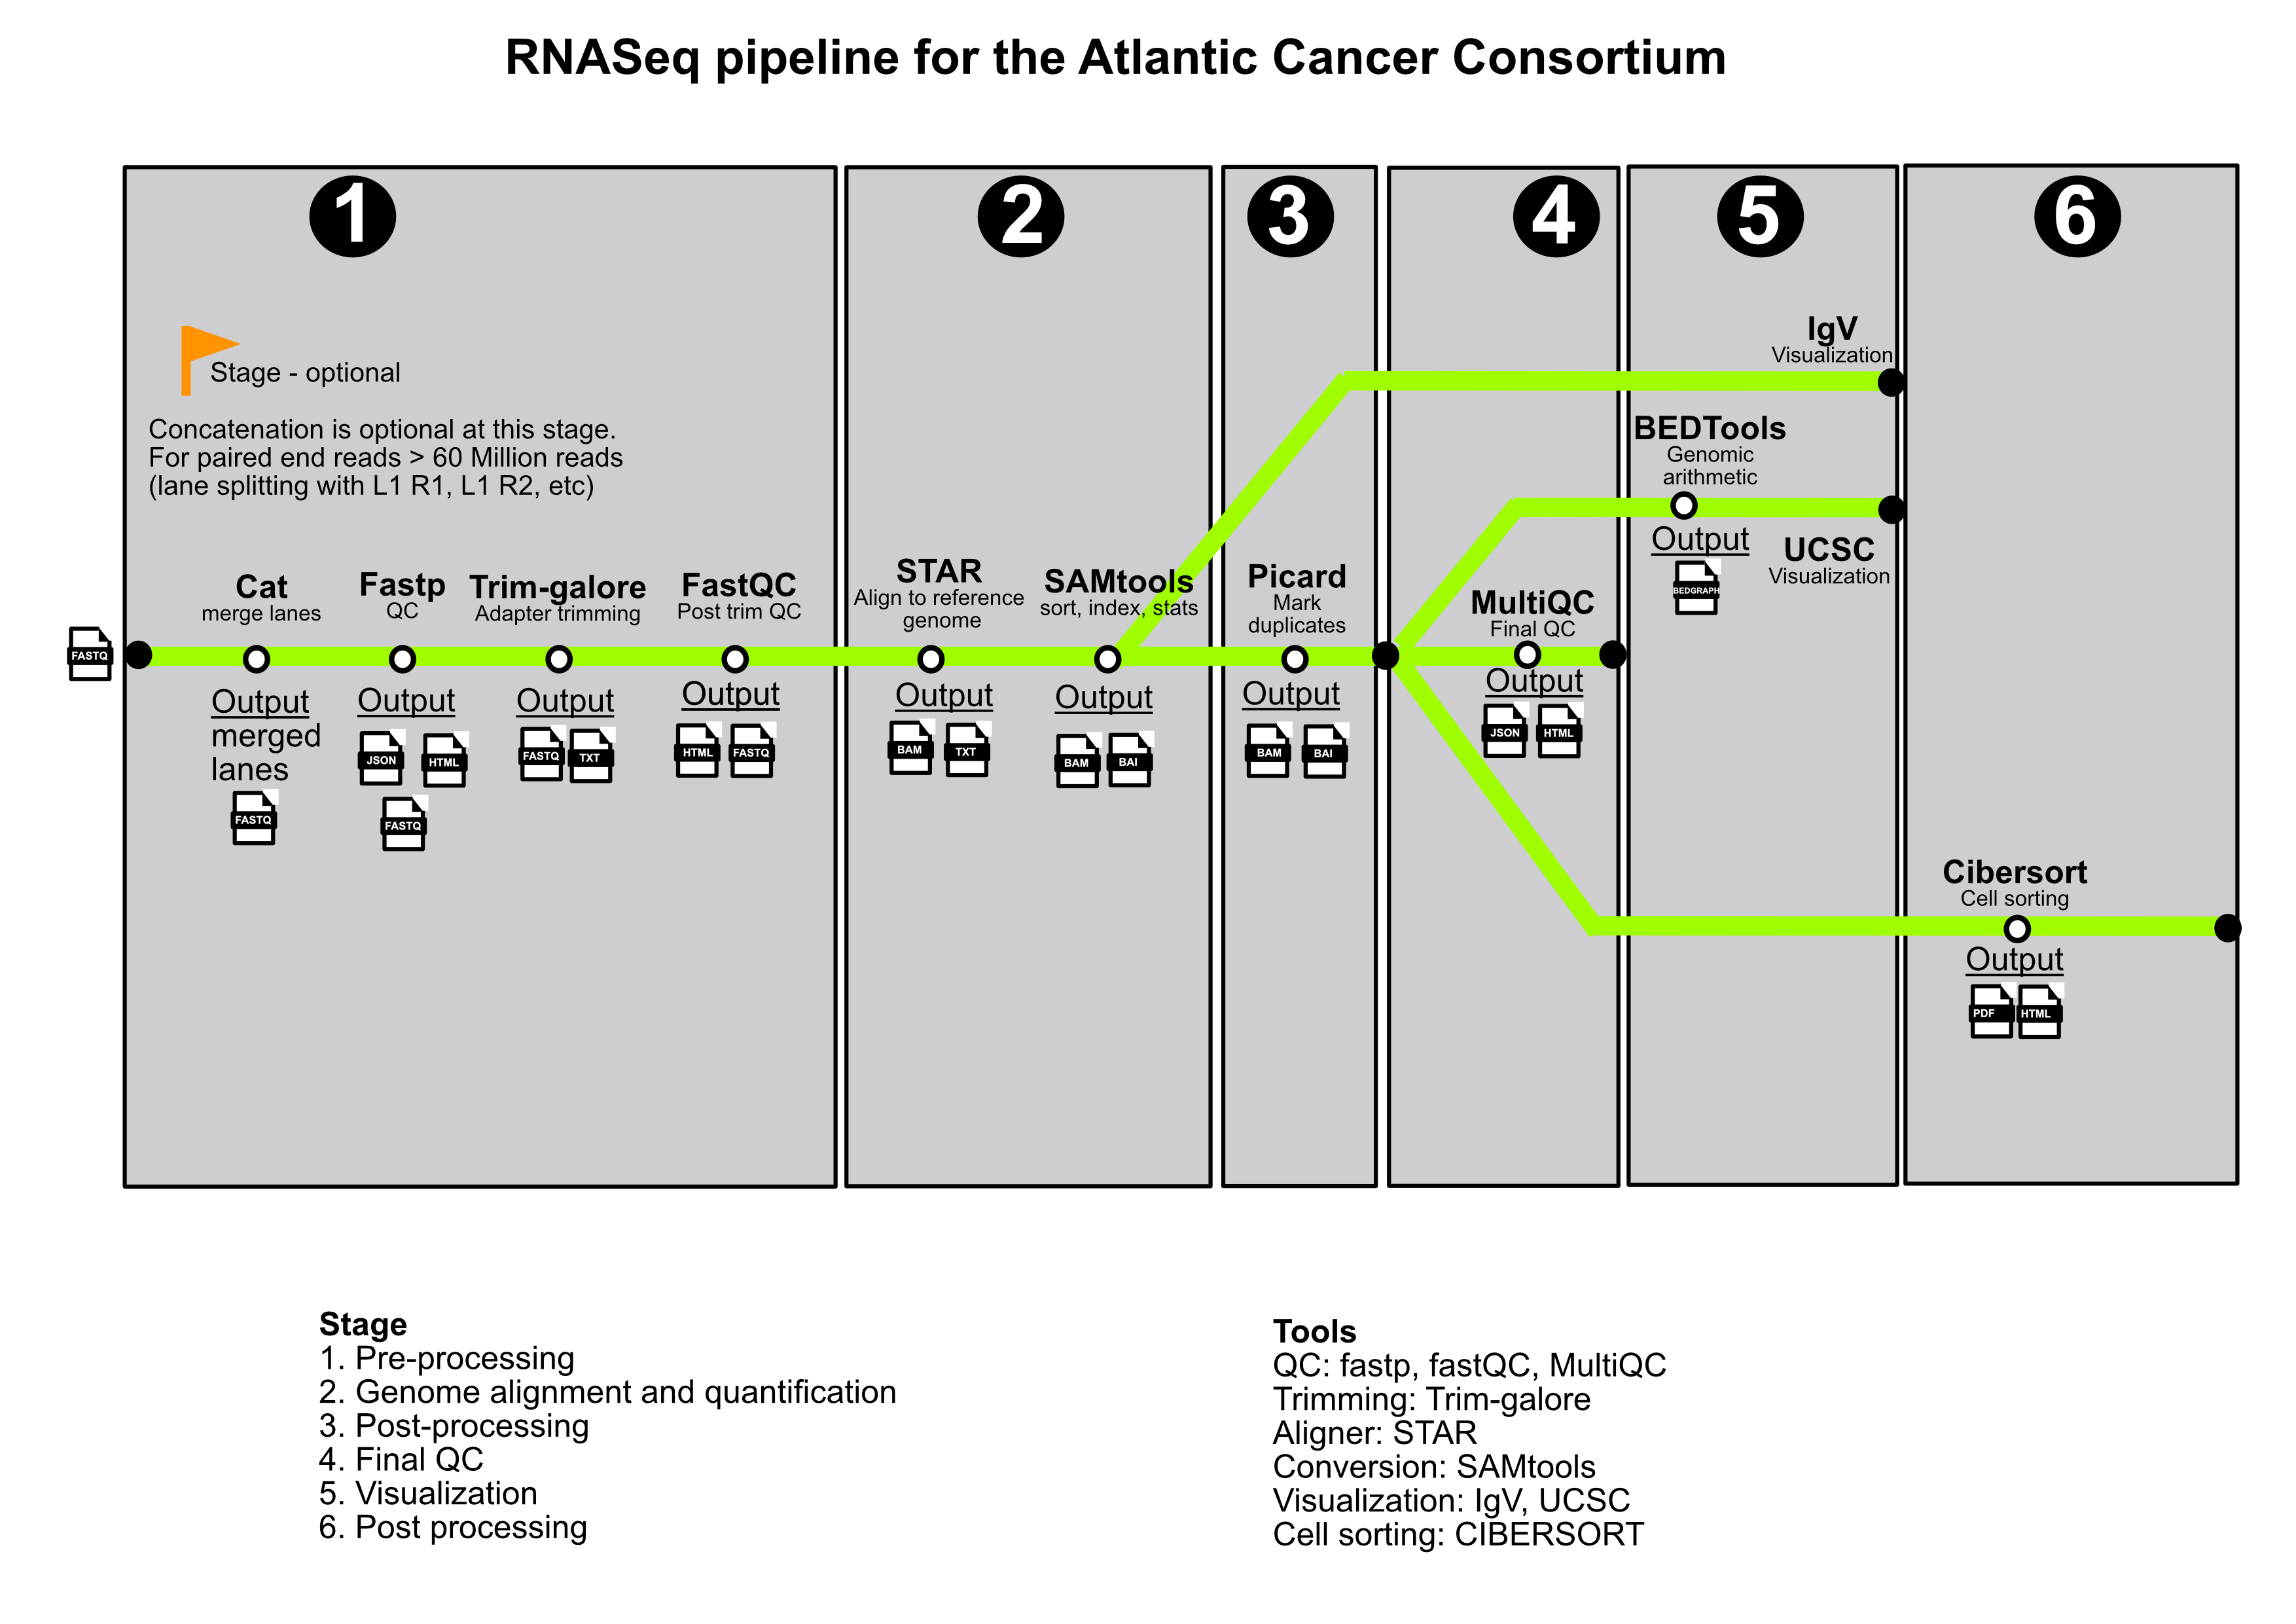 RNASeq pipeline for the Atlantic Cancer Consortium
1
2
3
4
5
6
Stage - optional
Concatenation is optional at this stage.
For paired end reads > 60 Million reads
(lane splitting with L1 R1, L1 R2, etc)
FASTQ
Cat
merge lanes
Output
merged
lanes
FASTQ
Fastp
QC
Output
JSON
HTML
FASTQ
Trim-galore
Adapter trimming
Output
FASTQ
TXT
FastQC
Post trim QC
Output
HTML
FASTQ
STAR
Align to reference
genome
Output
BAM
TXT
SAMtools
sort, index, stats
Output
BAM
BAI
Picard
Mark
duplicates
Output
BAM
BAI
MultiQC
Final QC
Output
JSON
HTML
IgV
Visualization
BEDTools
Genomic
arithmetic
Output
BEDGRAPH
UCSC
Visualization
Cibersort
Cell sorting
Output
PDF
HTML
Stage
1. Pre-processing
2. Genome alignment and quantification
3. Post-processing
4. Final QC
5. Visualization
6. Post processing
Tools
QC: fastp, fastQC, MultiQC
Trimming: Trim-galore
Aligner: STAR
Conversion: SAMtools
Visualization: IgV, UCSC
Cell sorting: CIBERSORT